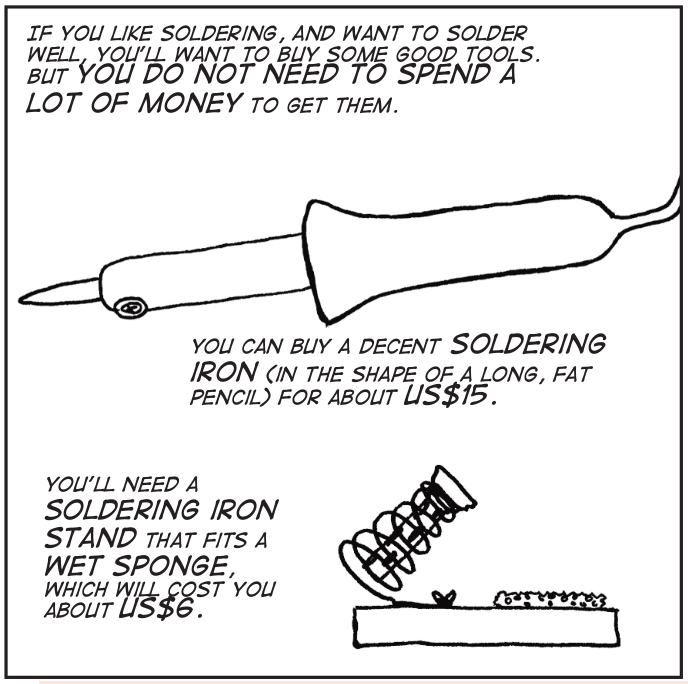 IF YOU LIKE SOLDERING, AND WANT TO SOLDER
WELL, YOU'LL WANT TO BUY SOME GOOD TOOLS.
BUT YOU DO NOT NEED TO SPEND A
LOT OF MONEY TO GET THEM.
YOU CAN BUY A DECENT SOLDERING
IRON (IN THE SHAPE OF A LONG, FAT
PENCIL) FOR ABOUT US$15.
YOU'LL NEED A
SOLDERING IRON
STAND THAT FITS A
WET SPONGE,
WHICH WILL COST YOU
ABOUT US$6.